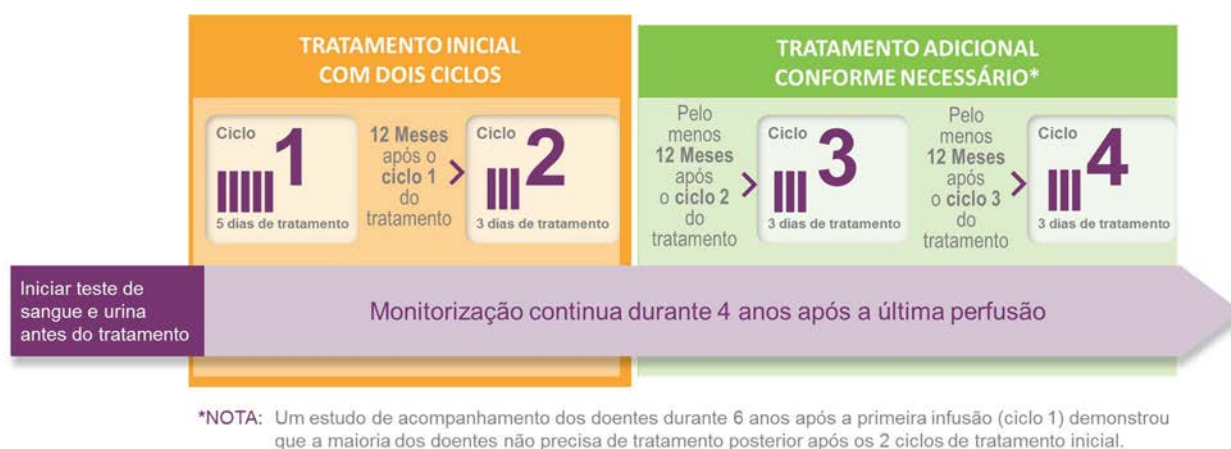 TRATAMENTO INICIAL
COM DOIS CICLOS
TRATAMENTO ADICIONAL
CONFORME NECESSÁRIO*
Ciclo 1
5 dias de tratamento
12 Meses
após o
ciclo 1
do
tratamento
Ciclo 2
3 dias de tratamento
Pelo
menos
12 Meses
após
o ciclo 2
do
tratamento
Ciclo 3
3 dias de tratamento
Pelo
menos
12 Meses
após
o ciclo 3
do
tratamento
Ciclo 4
3 dias de tratamento
Iniciar teste de
sangue e urina
antes do tratamento
Monitorização continua durante 4 anos após a última perfusão
*NOTA: Um estudo de acompanhamento dos doentes durante 6 anos após a primeira infusão (ciclo 1) demonstrou
que a maioria dos doentes não precisa de tratamento posterior após os 2 ciclos de tratamento inicial.